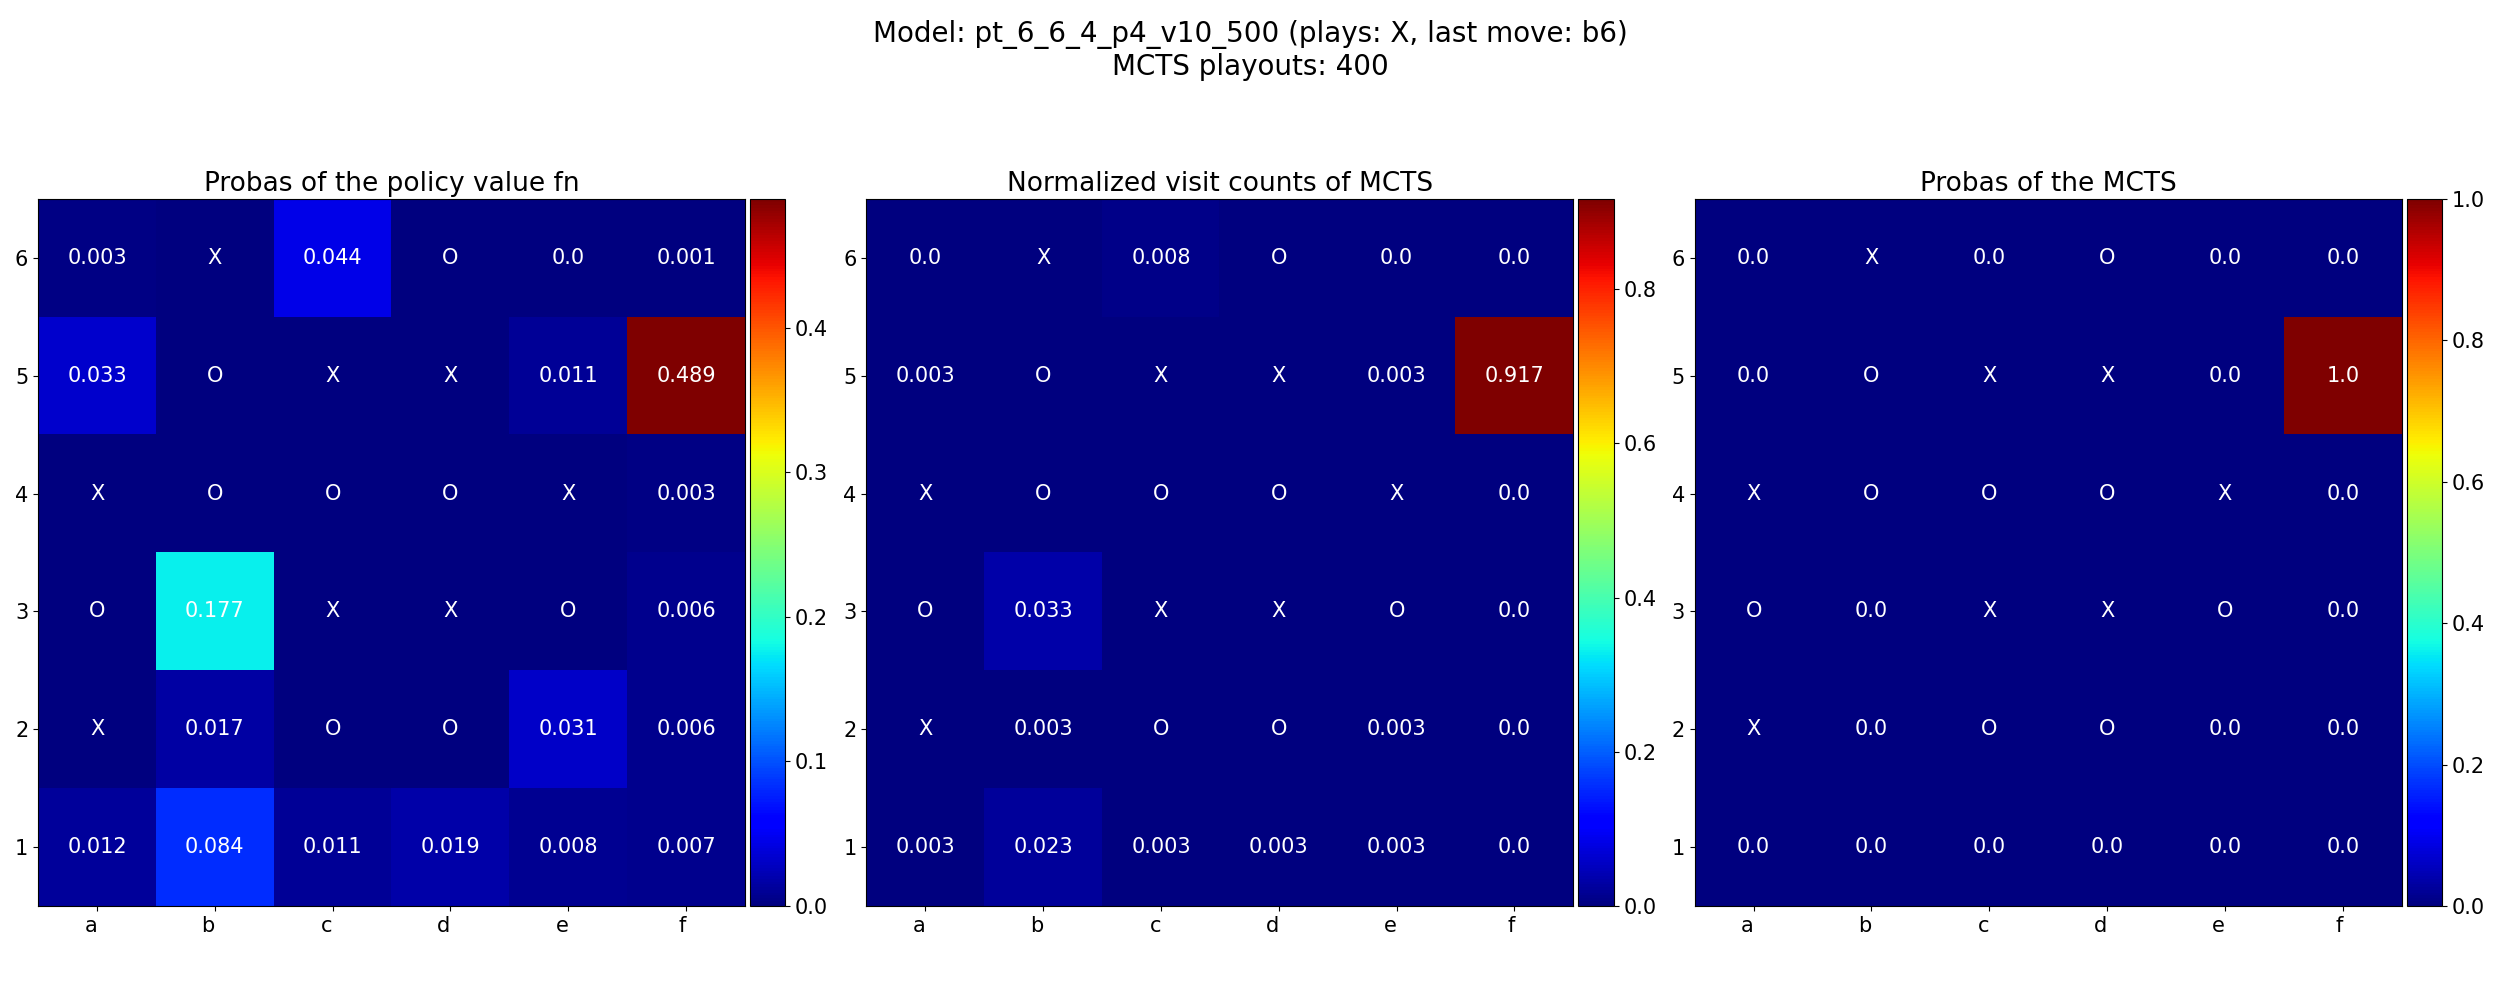 Model: pt_6_6_4_p4_v10_500 (plays: X, last move: b6)
MCTS playouts: 400
Probas of the policy value fn
6 0.003 X 0.044 O 0.0 0.001
5 0.033 O X X 0.011 0.489
4 X O O O X 0.003
3 O 0.177 X X O 0.006
2 X 0.017 O O 0.031 0.006
1 0.012 0.084 0.011 0.019 0.008 0.007
a b c d e f
0.4
0.3
0.2
0.1
0.0
Normalized visit counts of MCTS
6 0.0 X 0.008 O 0.0 0.0
5 0.003 O X X 0.003 0.917
4 X O O O X 0.0
3 O 0.033 X X O 0.0
2 X 0.003 O O 0.003 0.0
1 0.003 0.023 0.003 0.003 0.003 0.0
a b c d e f
0.8
0.6
0.4
0.2
0.0
Probas of the MCTS
6 0.0 X 0.0 O 0.0 0.0
5 0.0 O X X 0.0 1.0
4 X O O O X 0.0
3 O 0.0 X X O 0.0
2 X 0.0 O O 0.0 0.0
1 0.0 0.0 0.0 0.0 0.0 0.0
a b c d e f
1.0
0.8
0.6
0.4
0.2
0.0